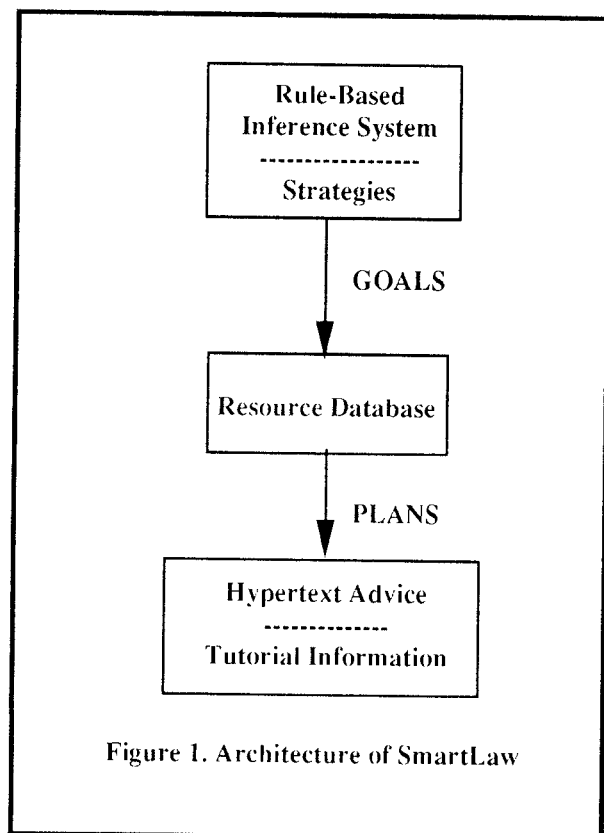 Rule-Based
Inference System
------------------
Strategies
GOALS
Resource Database
PLANS
Hypertext Advice
--------------
Tutorial Information
Figure 1. Architecture of SmartLaw